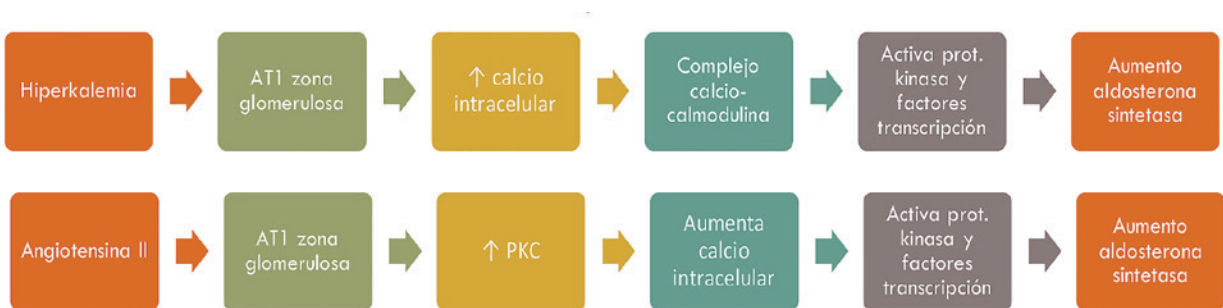 Hiperkalemia
AT1 zona
glomerulosa
↑ calcio
intracelular
Complejo
calcio-
calmodulina
Activa prot.
kinasa y
factores
transcripción
Aumento
aldosterona
sintetasa
Angiotensina II
AT1 zona
glomerulosa
↑ PKC
Aumenta
calcio
intracelular
Activa prot.
kinasa y
factores
transcripción
Aumento
aldosterona
sintetasa